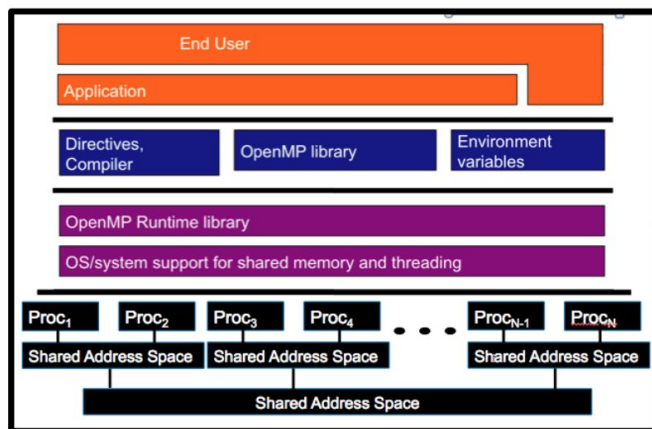 End User
Application
Directives,
Compiler
OpenMP library
Environment
variables
OpenMP Runtime library
OS/system support for shared memory and threading
Proc₁ Proc₂ Proc₃ Proc₄ • • • Procₙ₋₁ Procₙ
Shared Address Space Shared Address Space Shared Address Space
Shared Address Space